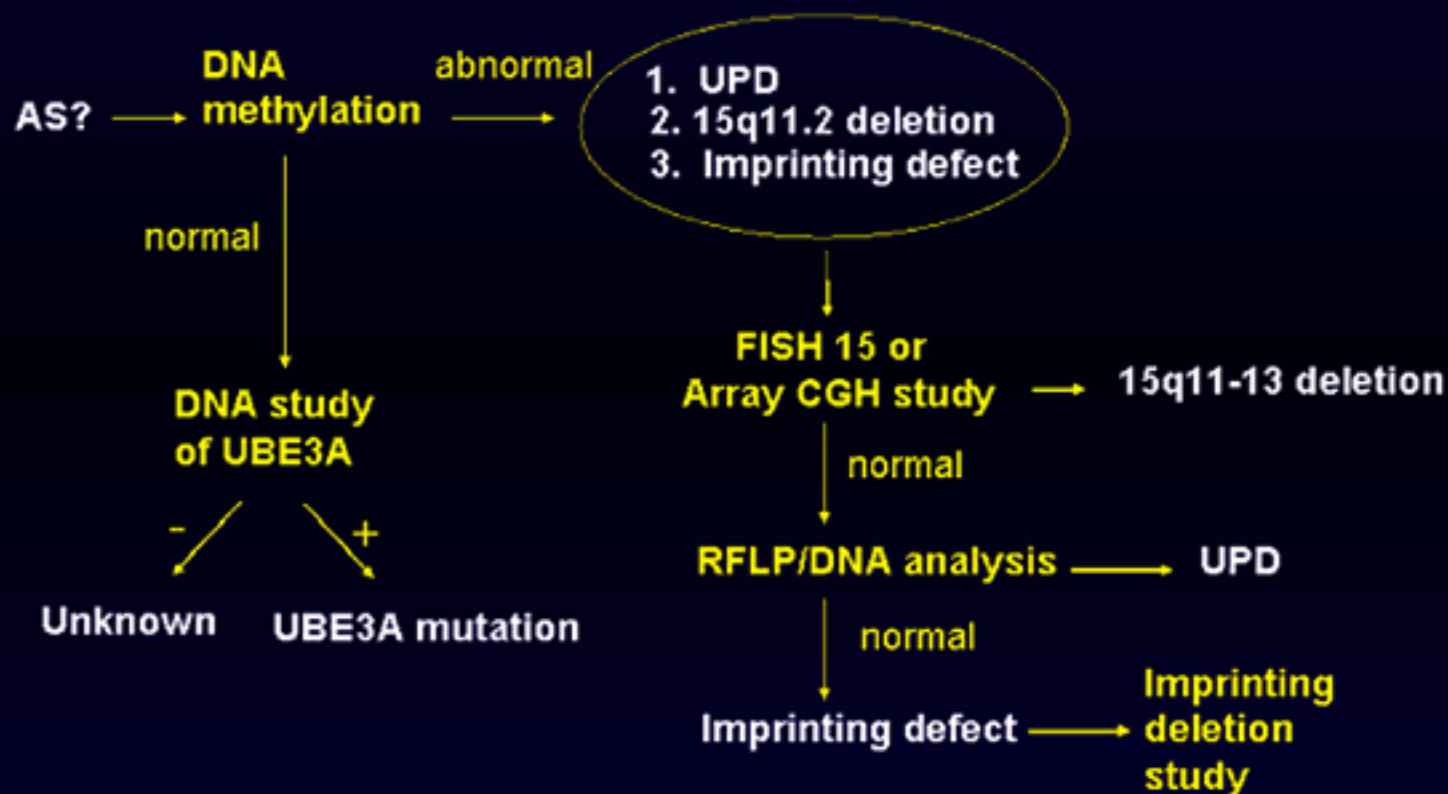 AS?
DNA
methylation
abnormal
1. UPD
2. 15q11.2 deletion
3. Imprinting defect
normal
DNA study
of UBE3A
-
+
Unknown
UBE3A mutation
FISH 15 or
Array CGH study
15q11-13 deletion
normal
RFLP/DNA analysis
UPD
normal
Imprinting defect
Imprinting
deletion
study